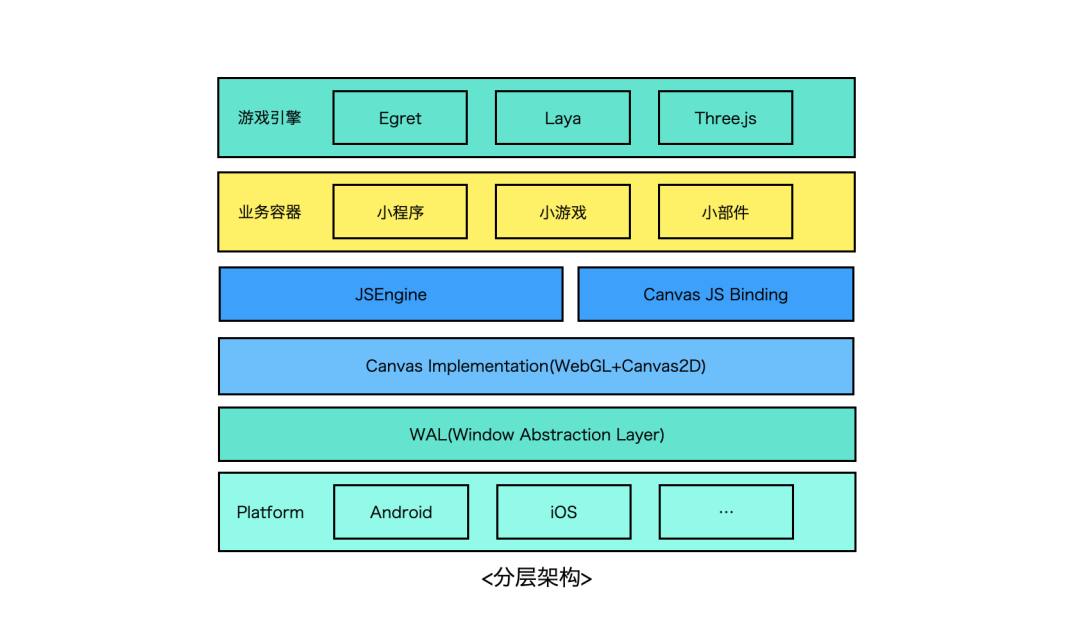 游戏引擎 Egret Laya Three.js
业务容器 小程序 小游戏 小部件
JSEngine Canvas JS Binding
Canvas Implementation(WebGL+Canvas2D)
WAL(Window Abstraction Layer)
Platform Android iOS ···
<分层架构>